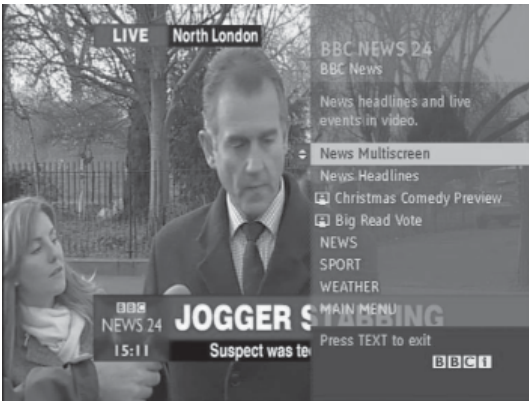 LIVE North London
BBC NEWS 24
BBC News
News headlines and live
events in video.
News Multiscreen
News Headlines
Christmas Comedy Preview
Big Read Vote
NEWS
SPORT
WEATHER
MAIN MENU
BBC
NEWS 24
JOGGER STABBING
15:11
Suspect was
Press TEXT to exit
BBCi